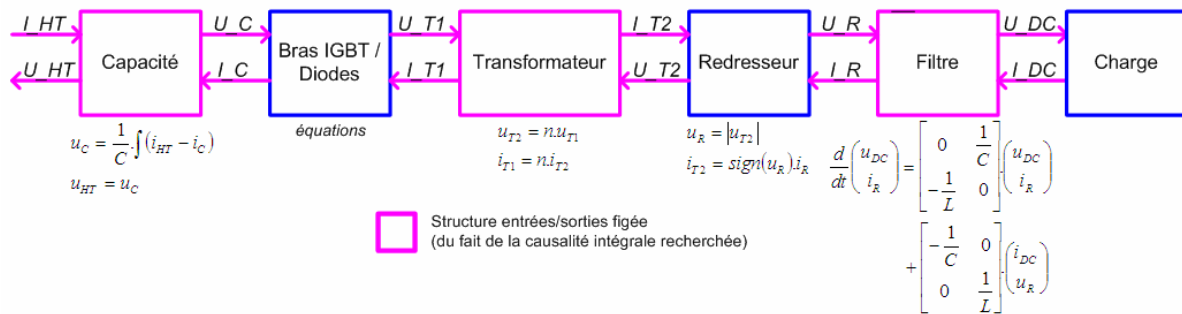 I_HT U_C U_T1 I_T2 U_R U_DC
Capacité
Bras IGBT /
Diodes
Transformateur
Redresseur
Filtre
Charge
U_HT I_C I_T1 U_T2 I_R I_DC
équations
u_C = 1/C . ∫(i_HT − i_C)
u_HT = u_C
u_T2 = n.u_T1
i_T1 = n.i_T2
u_R = |u_T2|
i_T2 = sign(u_R).i_R
d/dt (u_DC i_R) = [0 1/C −1/L 0] . (u_DC i_R)
+ [−1/C 0 0 1/L] . (i_DC u_R)
Structure entrées/sorties figée
(du fait de la causalité intégrale recherchée)